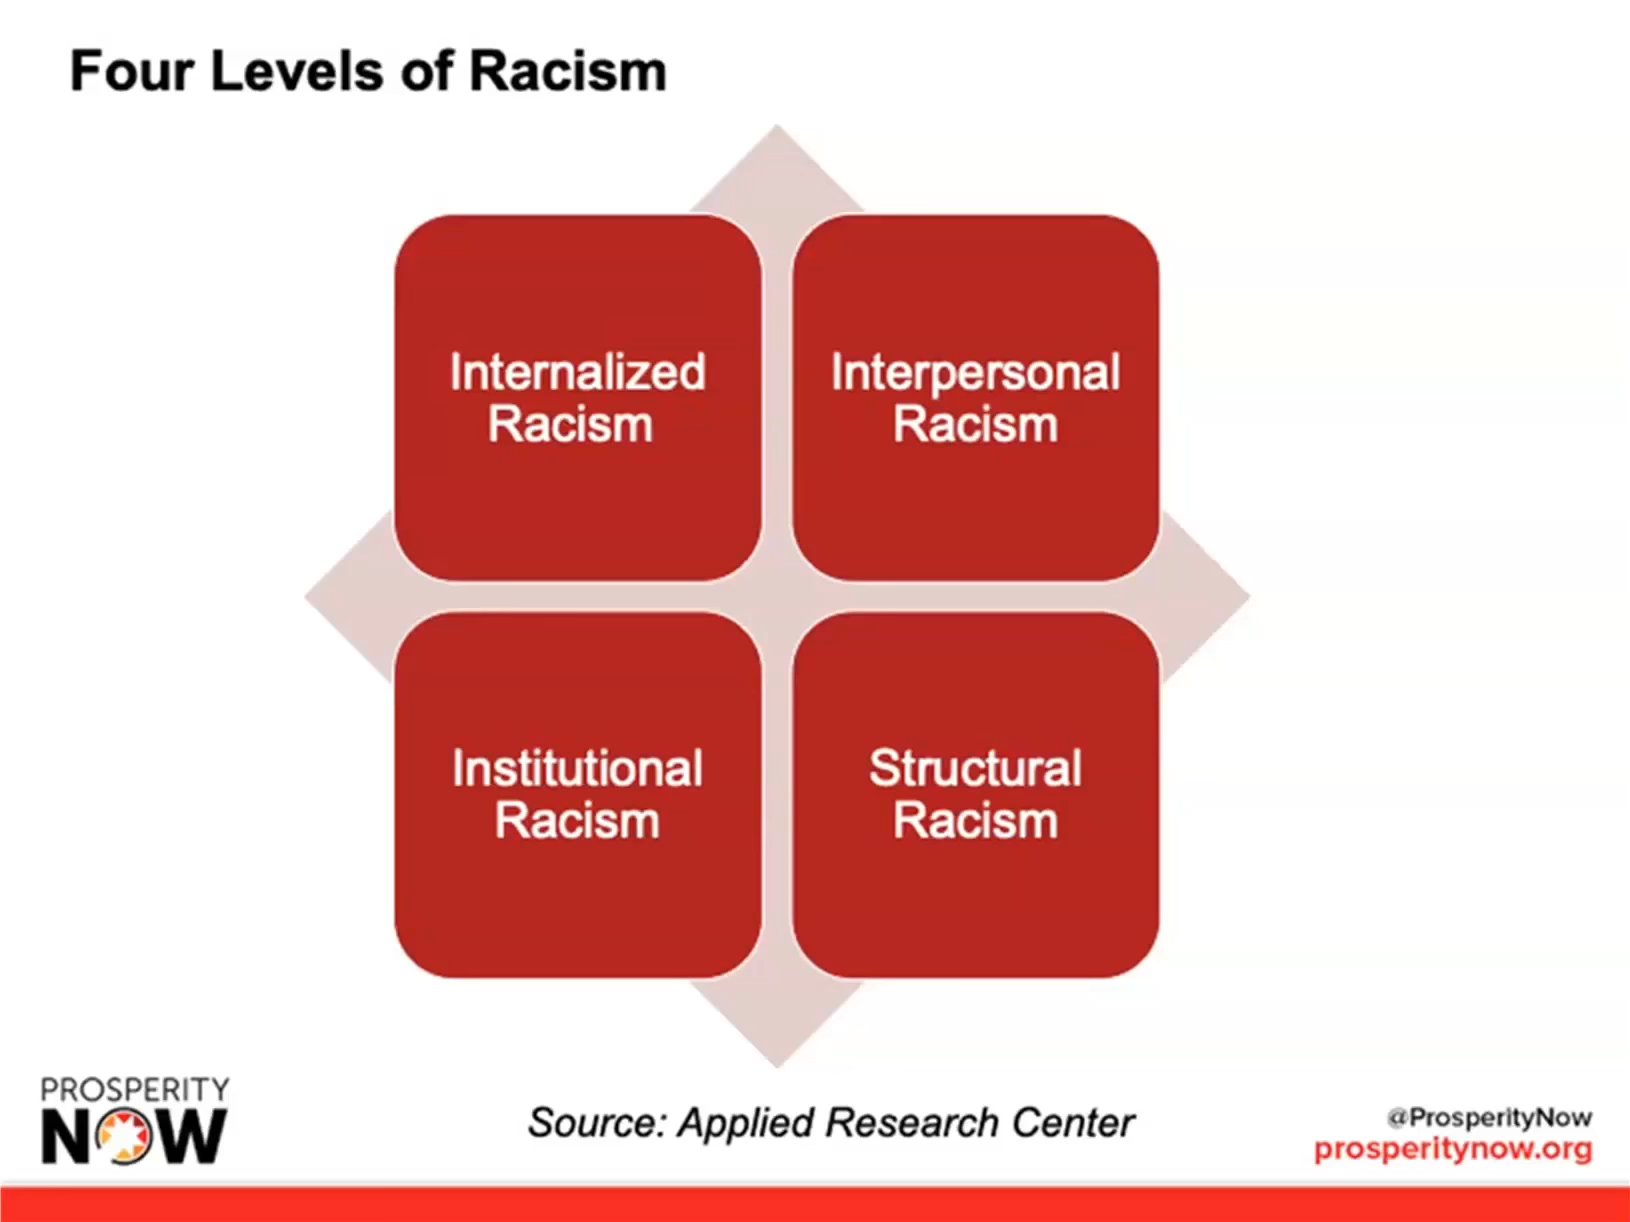 Four Levels of Racism
Internalized
Racism
Interpersonal
Racism
Institutional
Racism
Structural
Racism
PROSPERITY
NOW
Source: Applied Research Center
@ProsperityNow
prosperitynow.org